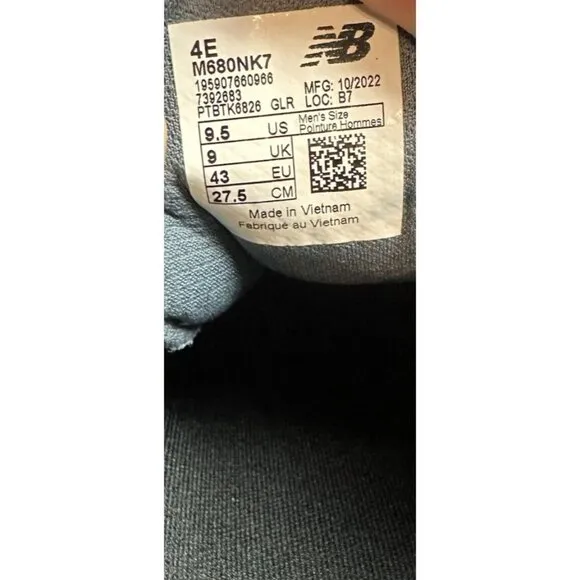 4E
NB
M680NK7
195907660966
7392683 MFG: 10/2022
PTBTK6826 GLR LOC: B7
9.5 US Men's Size
Pointure Hommes
9 UK
43 EU
27.5 CM
Made in Vietnam
Fabriqué au Vietnam